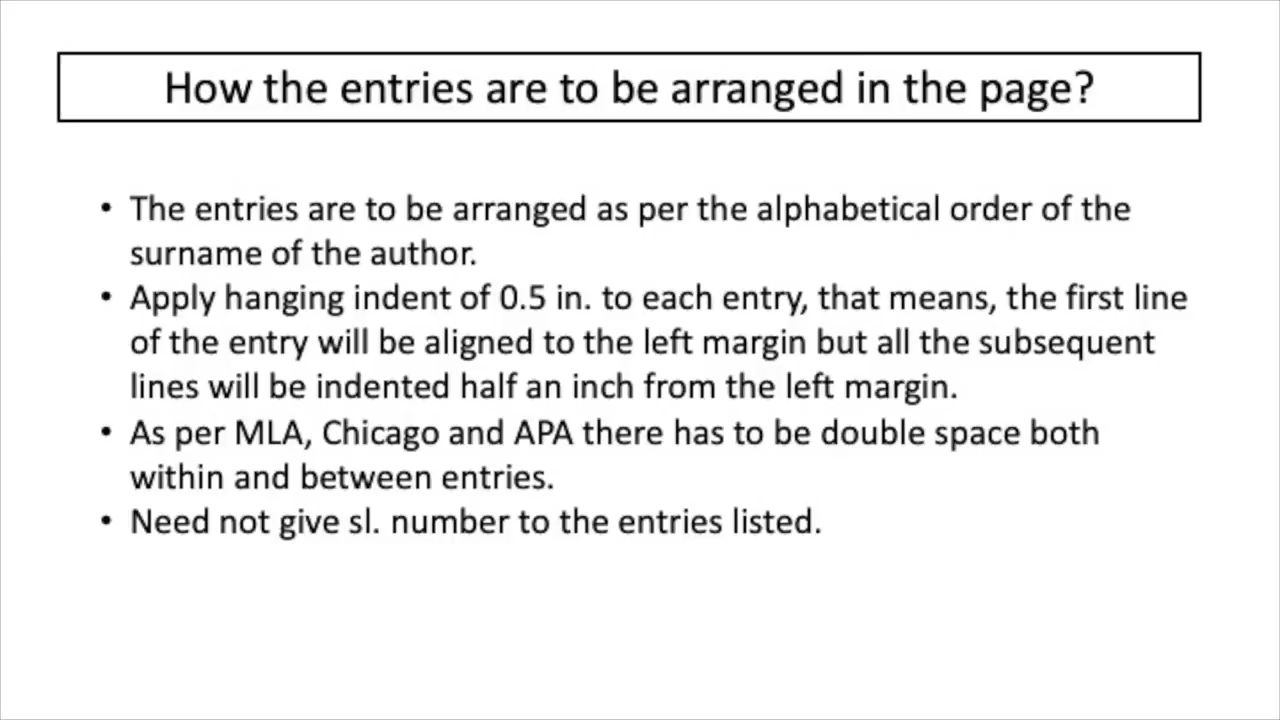 How the entries are to be arranged in the page?
• The entries are to be arranged as per the alphabetical order of the
surname of the author.
• Apply hanging indent of 0.5 in. to each entry, that means, the first line
of the entry will be aligned to the left margin but all the subsequent
lines will be indented half an inch from the left margin.
• As per MLA, Chicago and APA there has to be double space both
within and between entries.
• Need not give sl. number to the entries listed.